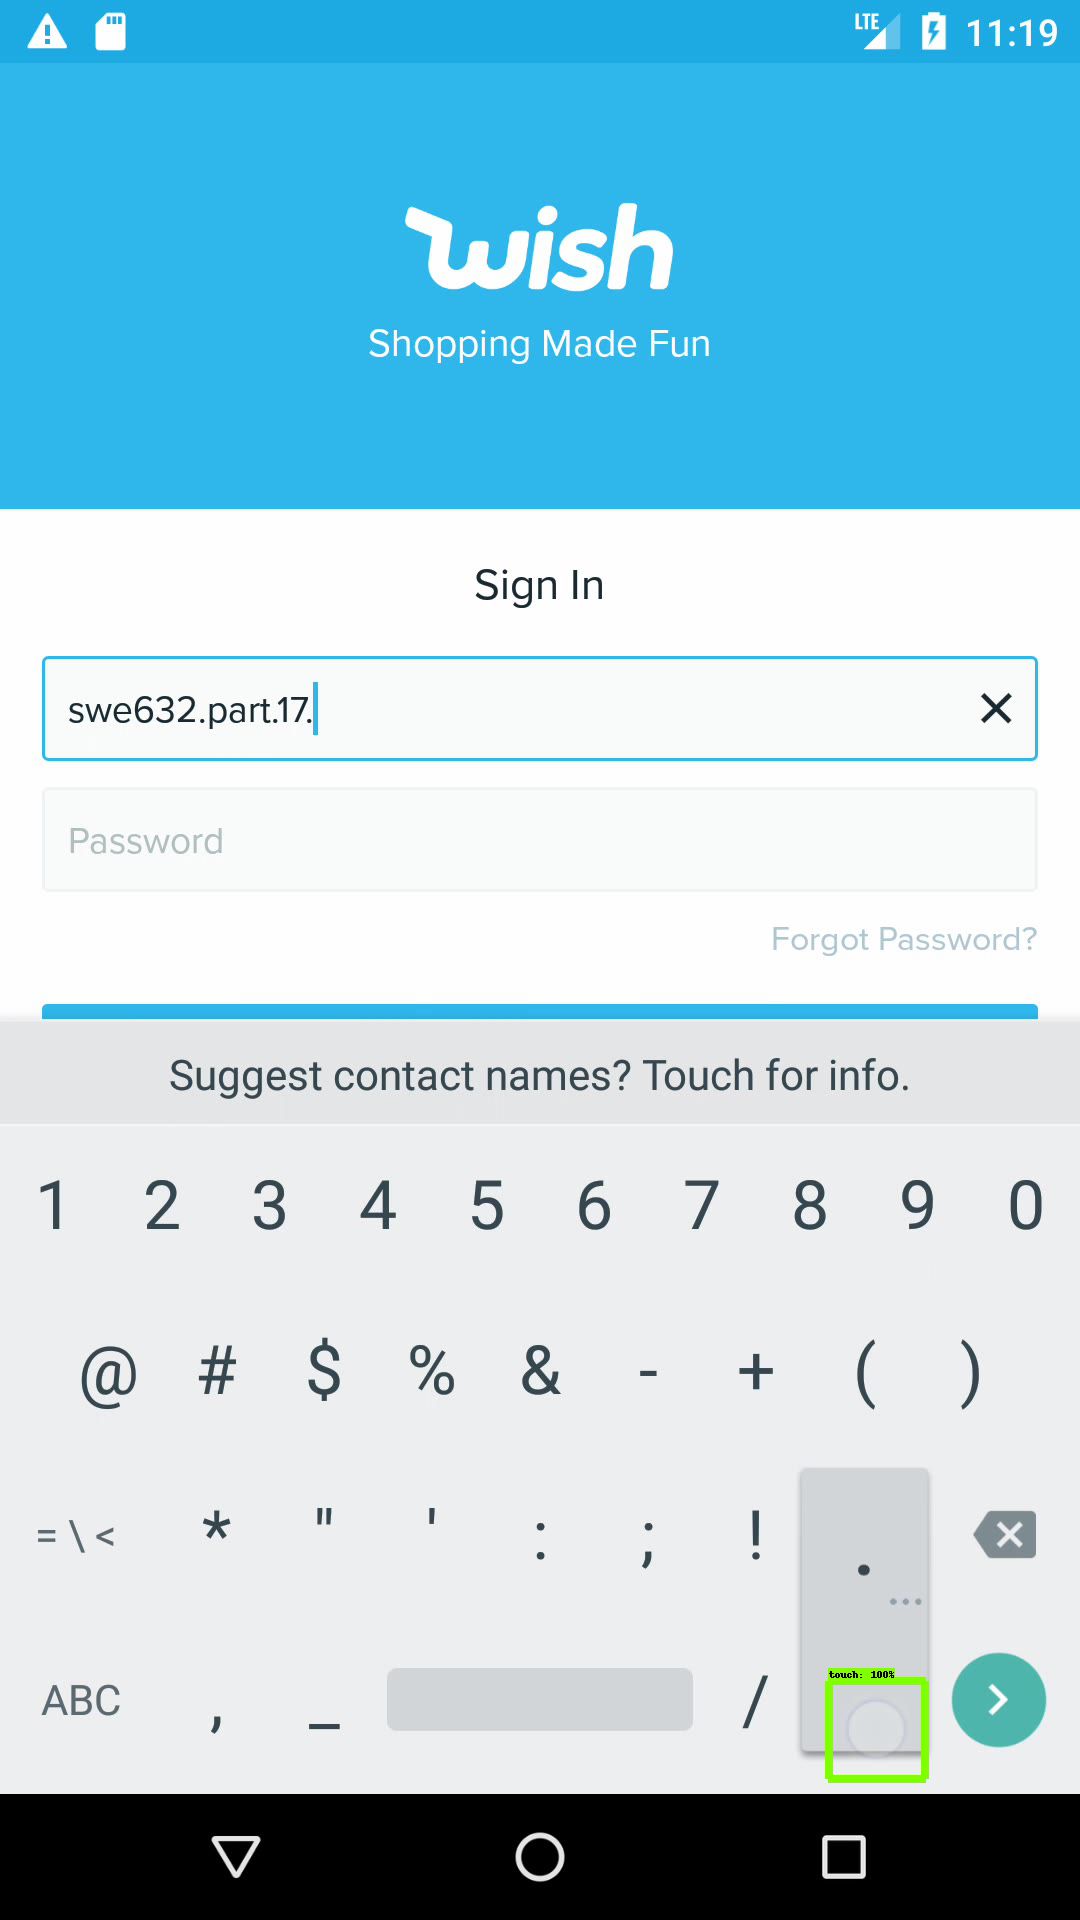 LTE 11:19
wish
Shopping Made Fun
Sign In
swe632.part.17.
Password
Forgot Password?
Suggest contact names? Touch for info.
1 2 3 4 5 6 7 8 9 0
@ # $ % & - + ( )
= \ < * " ' : ; ! .
ABC , _ /
touch: 100%